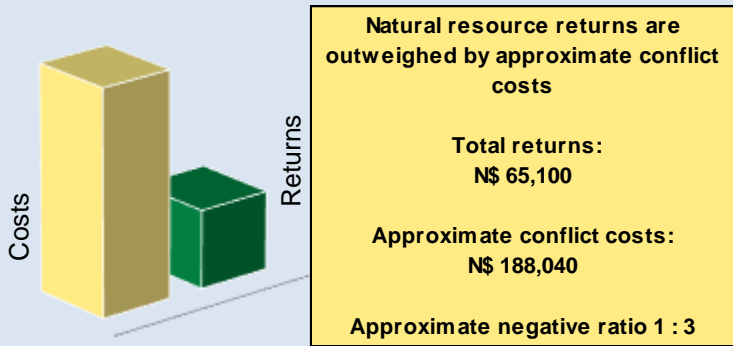 Costs
Returns
Natural resource returns are
outweighed by approximate conflict
costs
Total returns:
N$ 65,100
Approximate conflict costs:
N$ 188,040
Approximate negative ratio 1 : 3